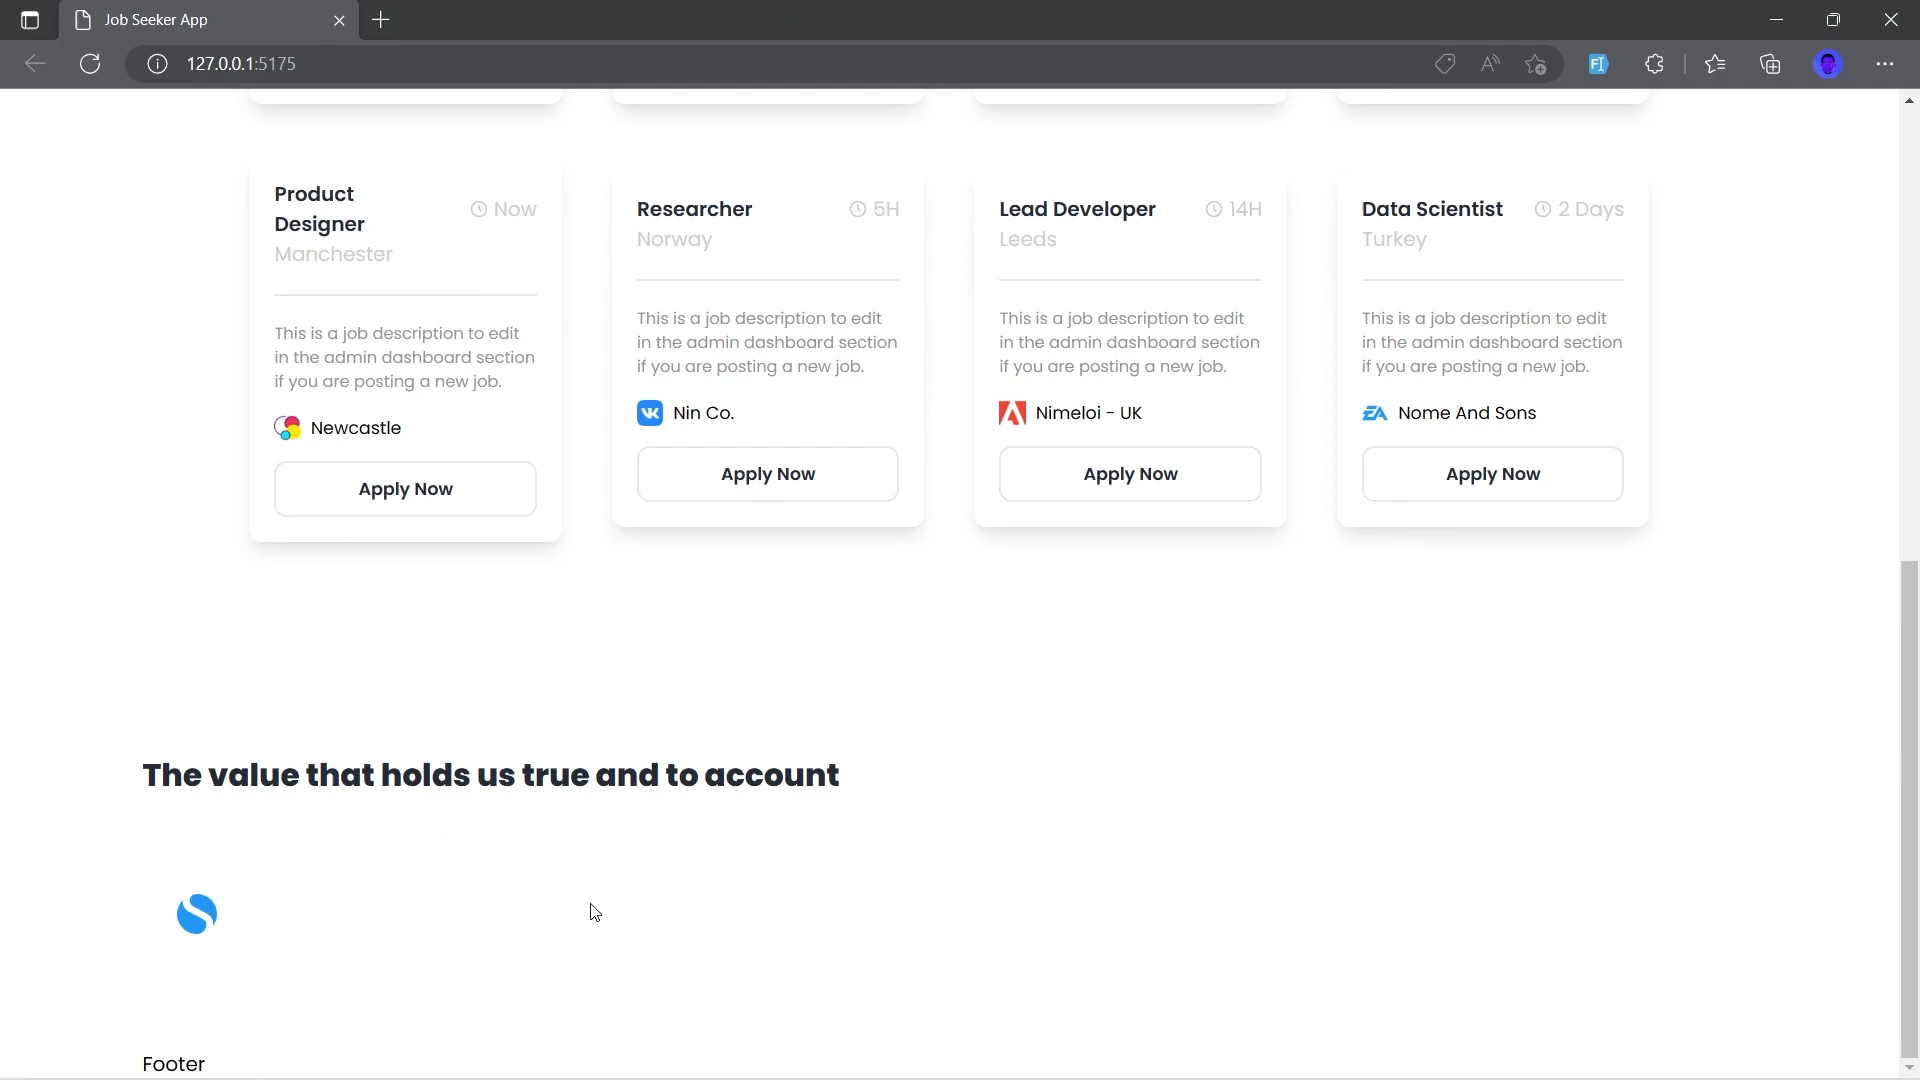 Job Seeker App
127.0.0.1:5175
Product
Designer
Now
Manchester
This is a job description to edit
in the admin dashboard section
if you are posting a new job.
Newcastle
Apply Now
Researcher
5H
Norway
This is a job description to edit
in the admin dashboard section
if you are posting a new job.
VK
Nin Co.
Apply Now
Lead Developer
14H
Leeds
This is a job description to edit
in the admin dashboard section
if you are posting a new job.
Nimeloi - UK
Apply Now
Data Scientist
2 Days
Turkey
This is a job description to edit
in the admin dashboard section
if you are posting a new job.
EA
Nome And Sons
Apply Now
The value that holds us true and to account
Footer